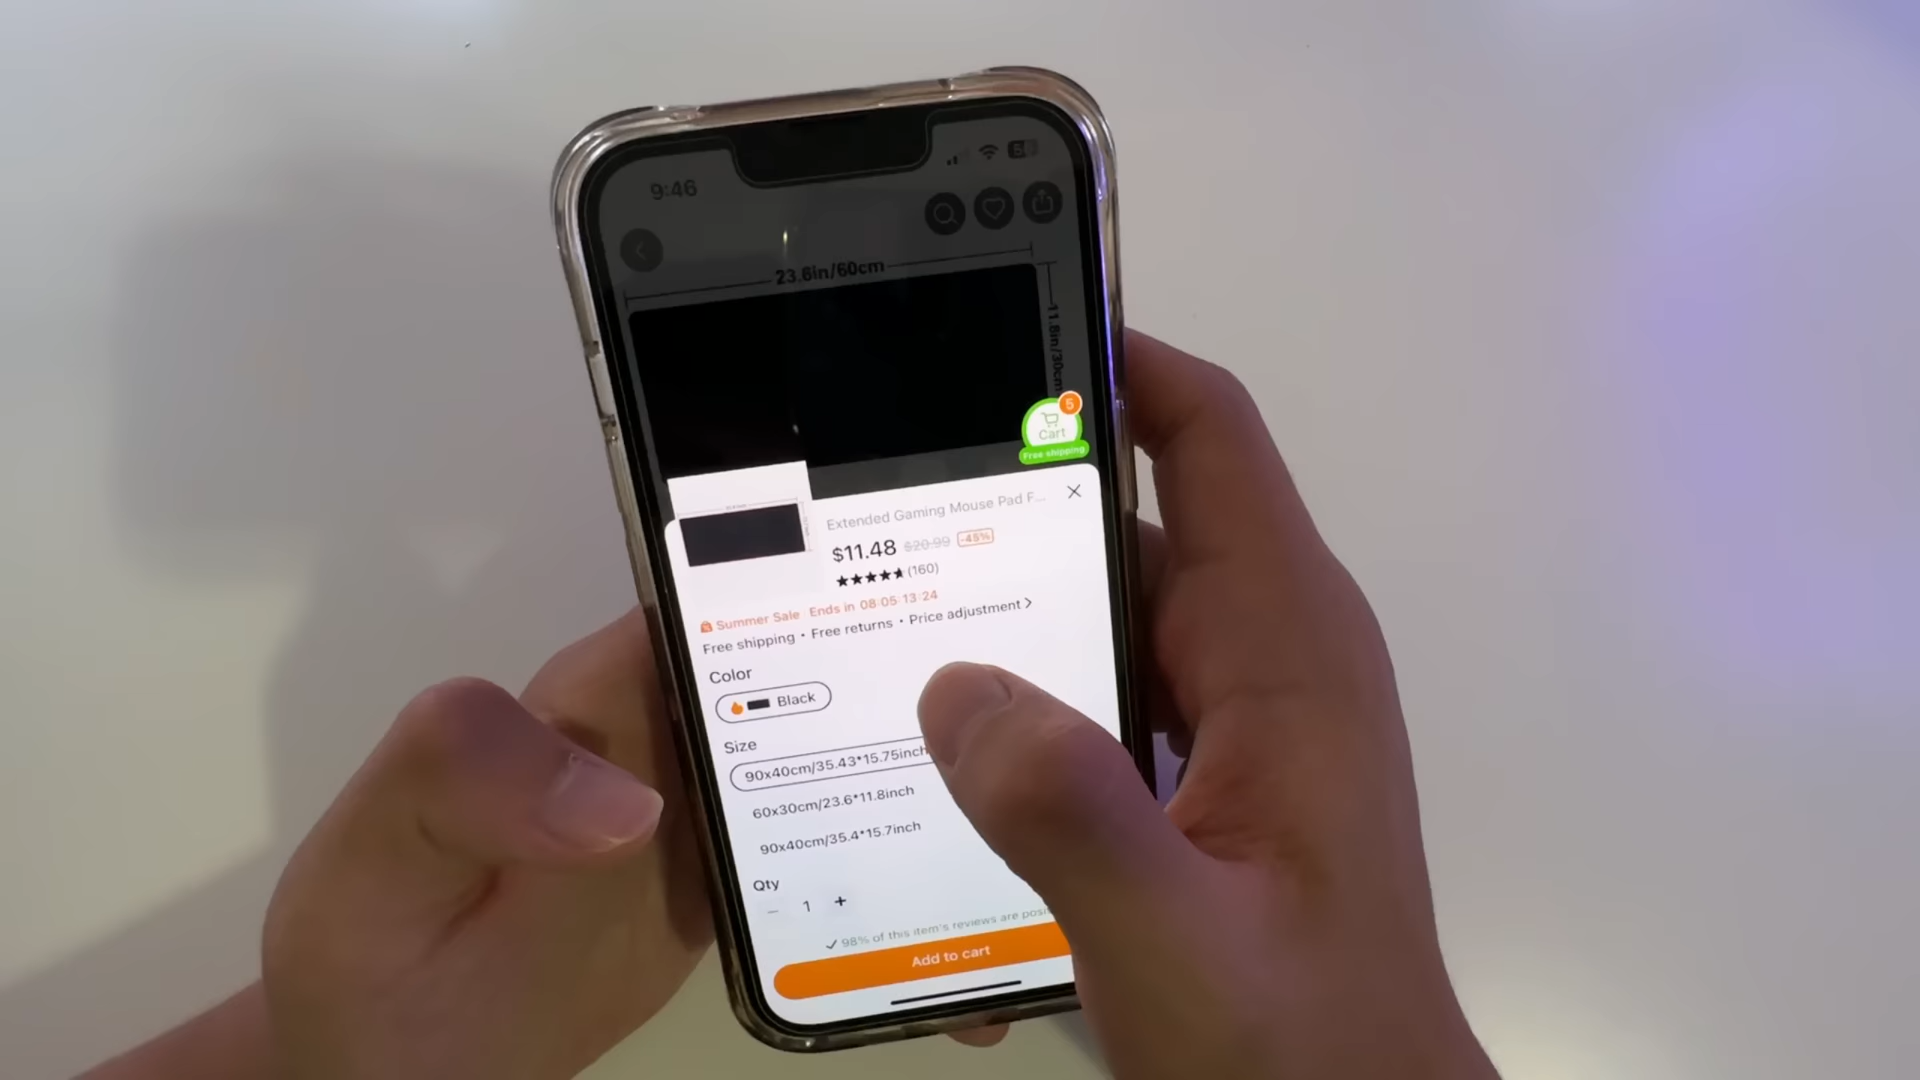 9:46
23.6in/60cm
11.8in/30cm
5
Cart
Free shipping
Extended Gaming Mouse Pad F...
$11.48 $20.99 -45%
(160)
Summer Sale Ends in 08:05:13:24
Free shipping • Free returns • Price adjustment >
Color
Black
Size
90x40cm/35.43*15.75inch
60x30cm/23.6*11.8inch
90x40cm/35.4*15.7inch
Qty
− 1 +
98% of this item's reviews are
Add to cart